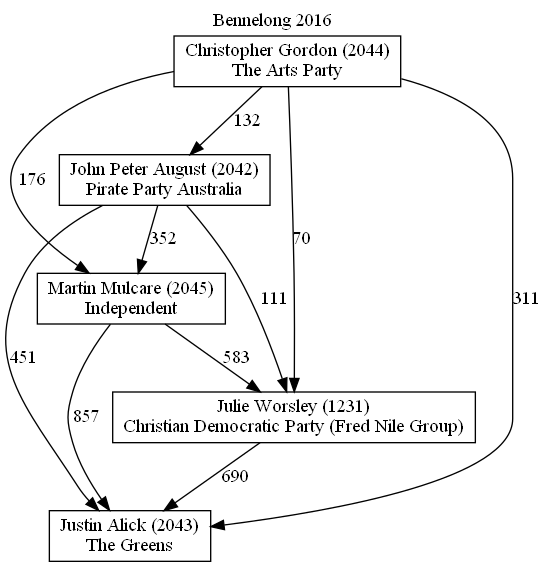 Bennelong 2016
Christopher Gordon (2044)
The Arts Party
132
John Peter August (2042)
Pirate Party Australia
176
352
70
Martin Mulcare (2045)
Independent
111
311
451
583
857
Julie Worsley (1231)
Christian Democratic Party (Fred Nile Group)
690
Justin Alick (2043)
The Greens